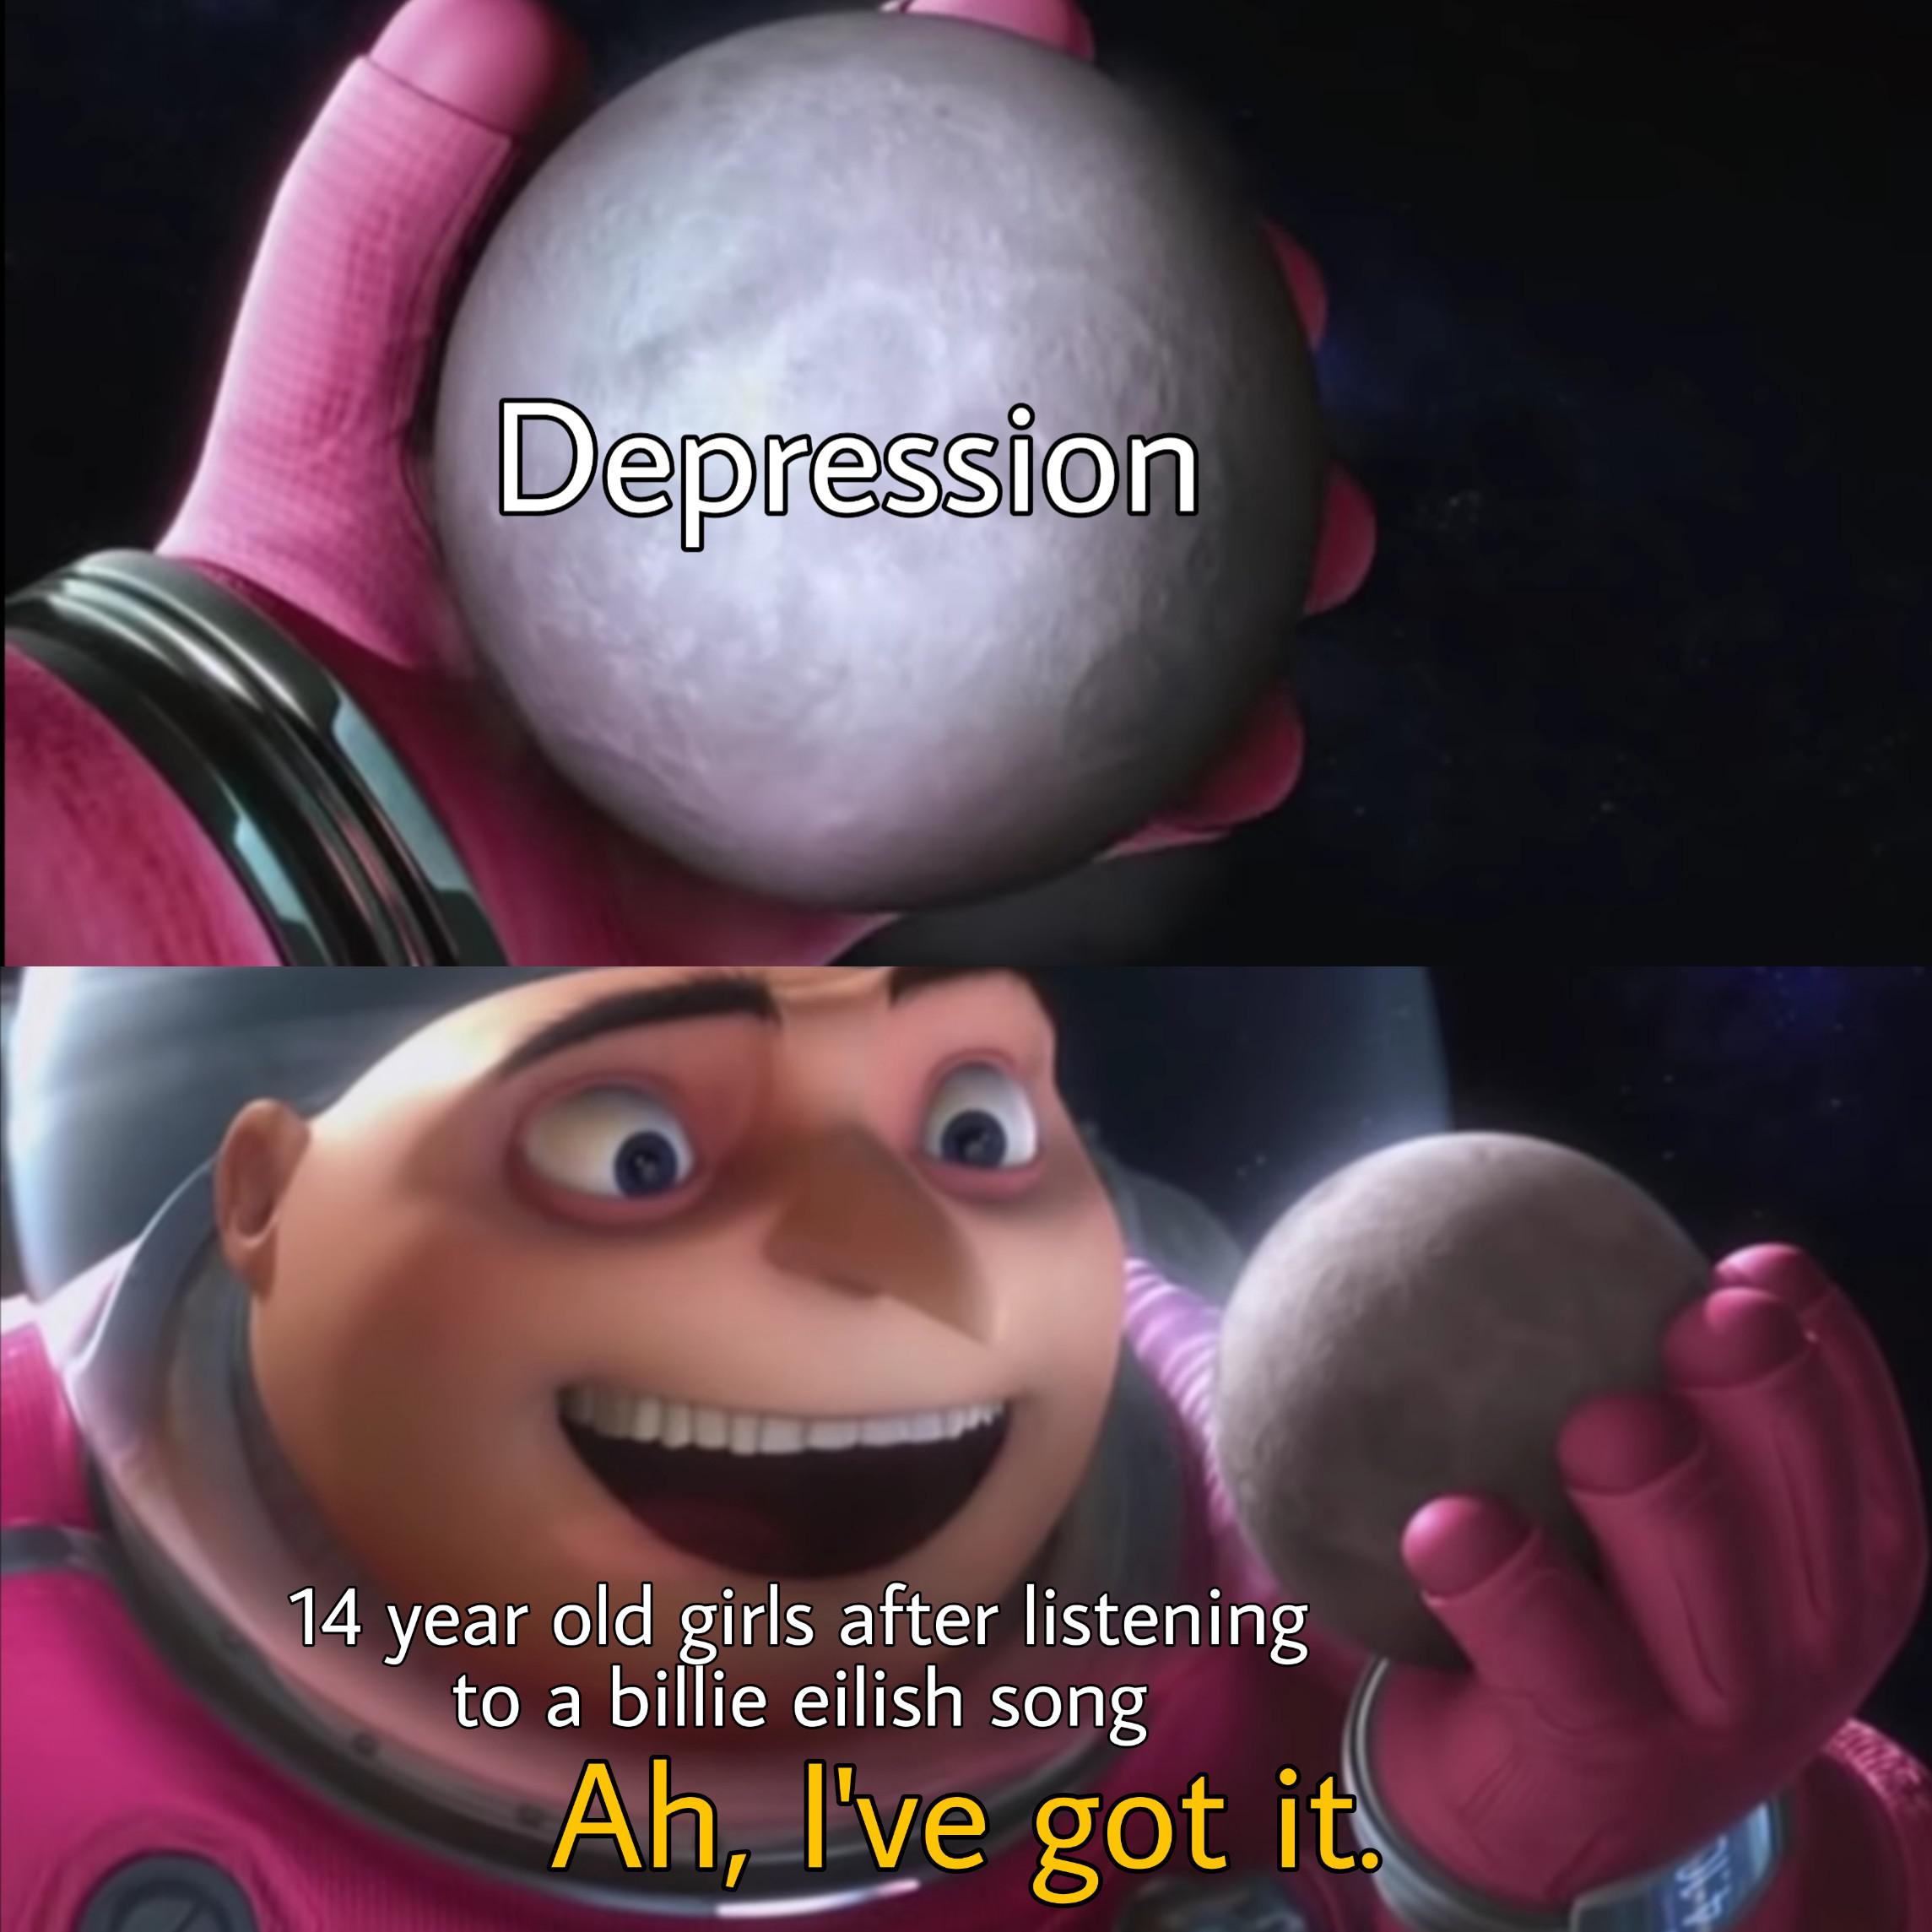 Depression
14 year old girls after listening
to a billie eilish song
Ah, I've got it.